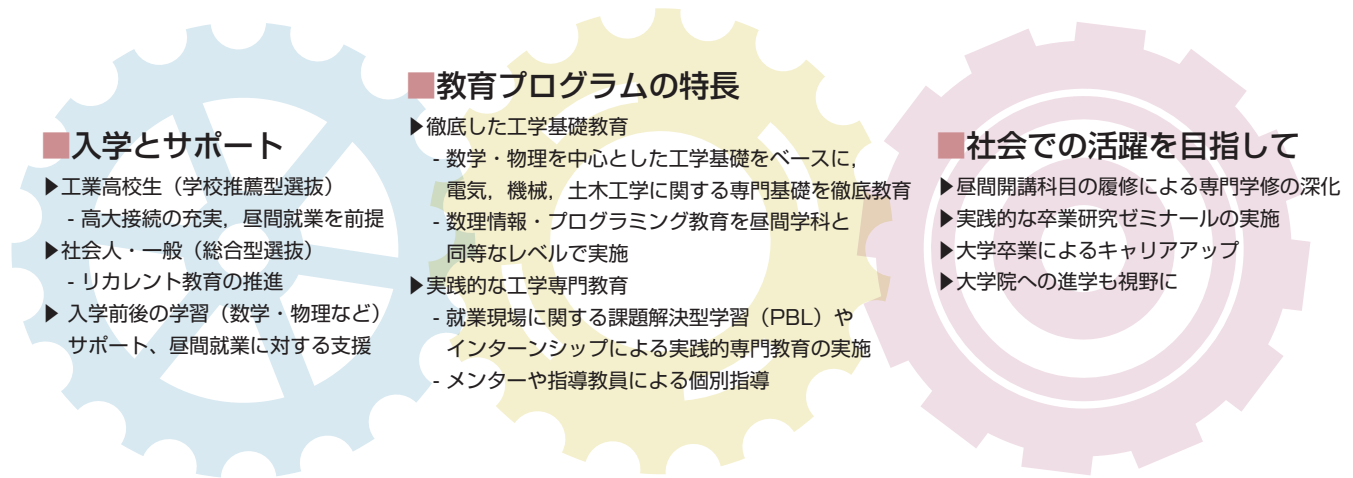 ■入学とサポート
▶工業高校生（学校推薦型選抜）
- 高大接続の充実，昼間就業を前提
▶社会人・一般（総合型選抜）
- リカレント教育の推進
▶ 入学前後の学習（数学・物理など）
サポート、昼間就業に対する支援
■教育プログラムの特長
▶徹底した工学基礎教育
- 数学・物理を中心とした工学基礎をベースに，
電気，機械，土木工学に関する専門基礎を徹底教育
- 数理情報・プログラミング教育を昼間学科と
同等なレベルで実施
▶実践的な工学専門教育
- 就業現場に関する課題解決型学習（PBL）や
インターンシップによる実践的専門教育の実施
- メンターや指導教員による個別指導
■社会での活躍を目指して
▶昼間開講科目の履修による専門学修の深化
▶実践的な卒業研究ゼミナールの実施
▶大学卒業によるキャリアアップ
▶大学院への進学も視野に